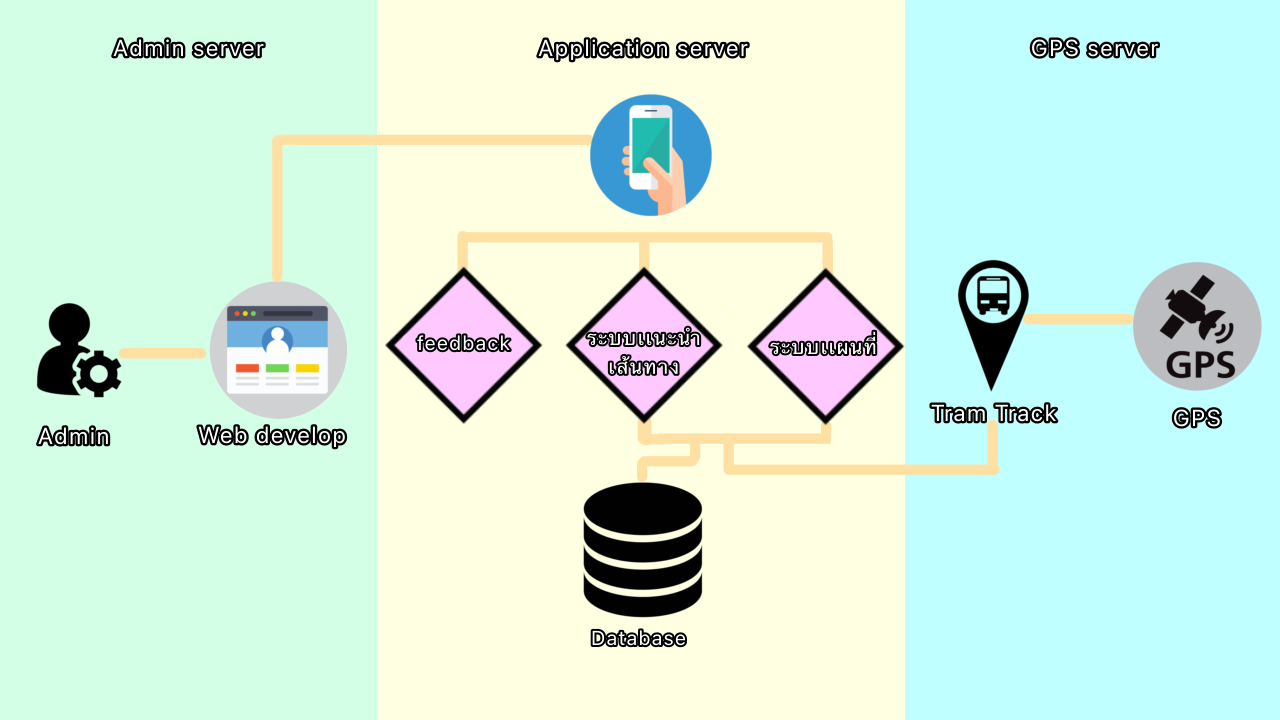 Admin server
Application server
GPS server
feedback
ระบบแนะนำ
เส้นทาง
ระบบแผนที่
GPS
Admin
Web develop
Tram Track
GPS
Database